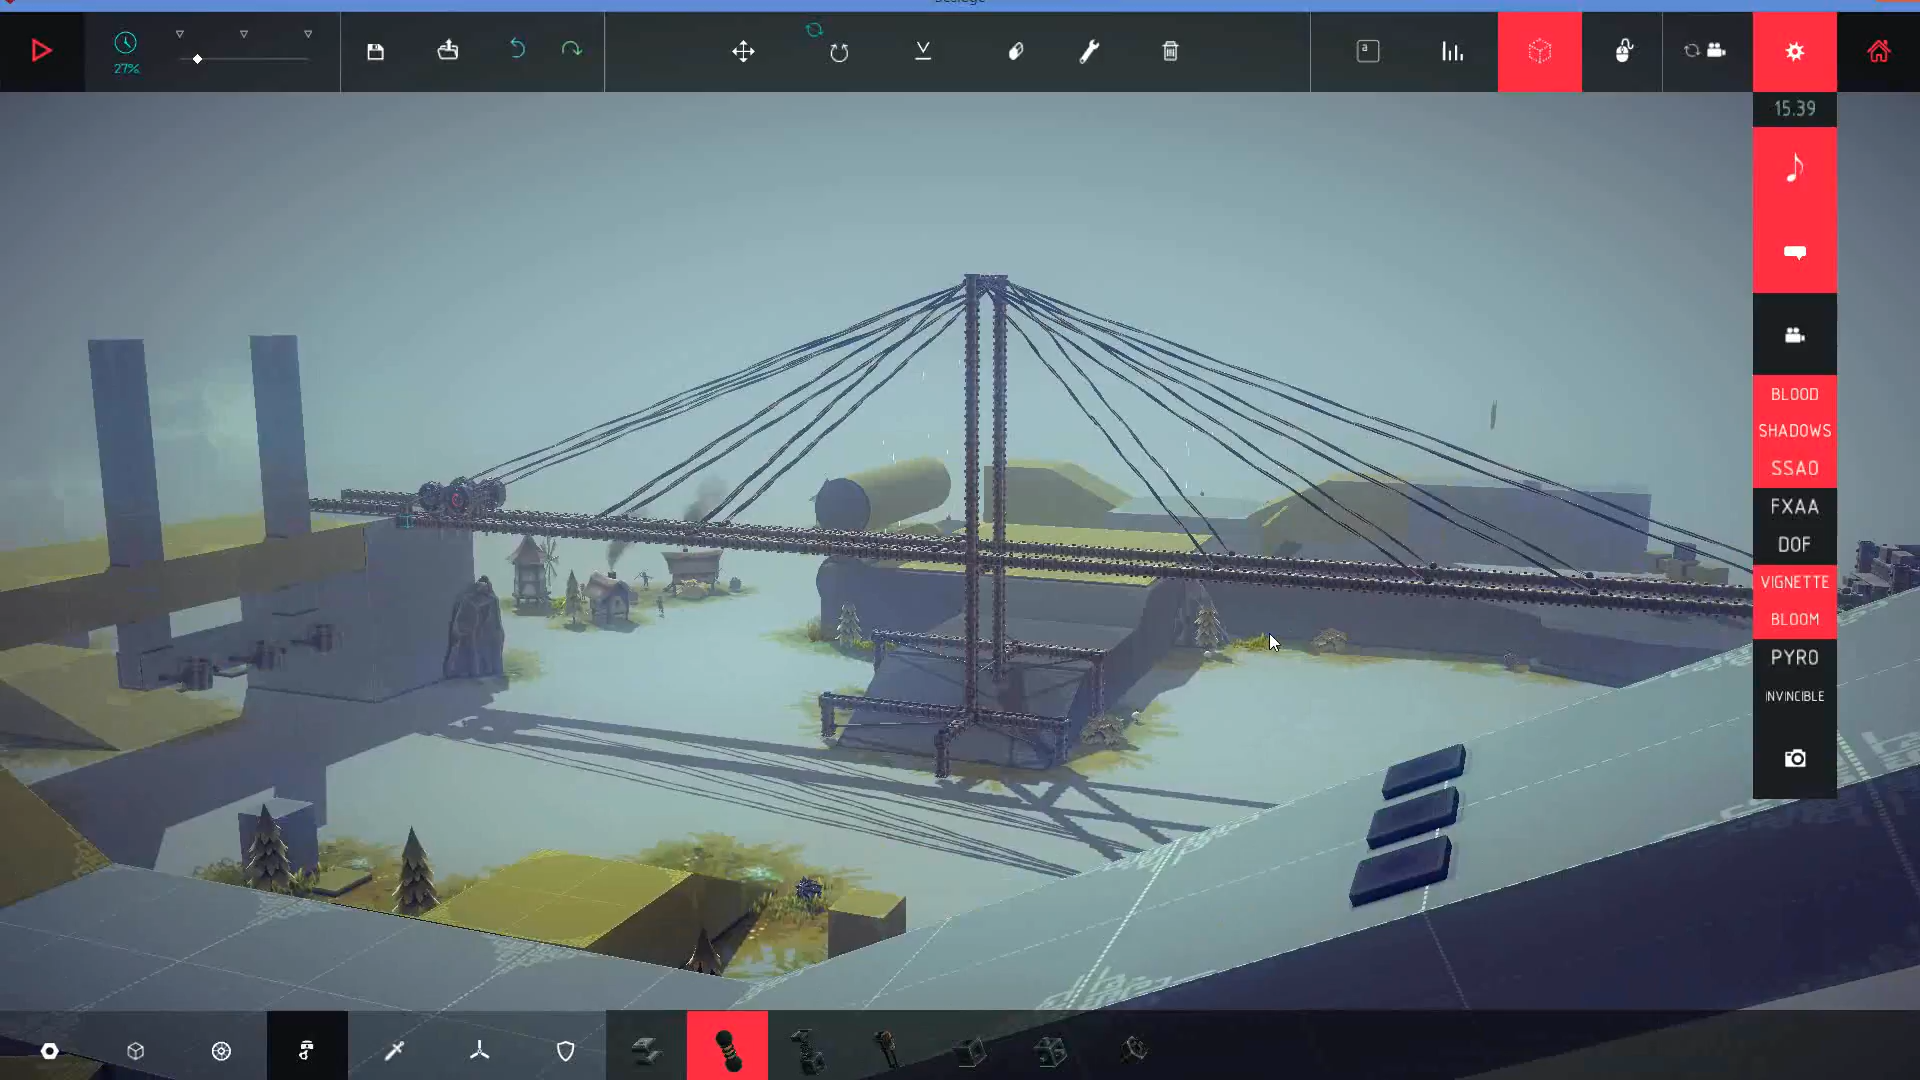 27%
a
15.39
BLOOD
SHADOWS
SSAO
FXAA
DOF
VIGNETTE
BLOOM
PYRO
INVINCIBLE